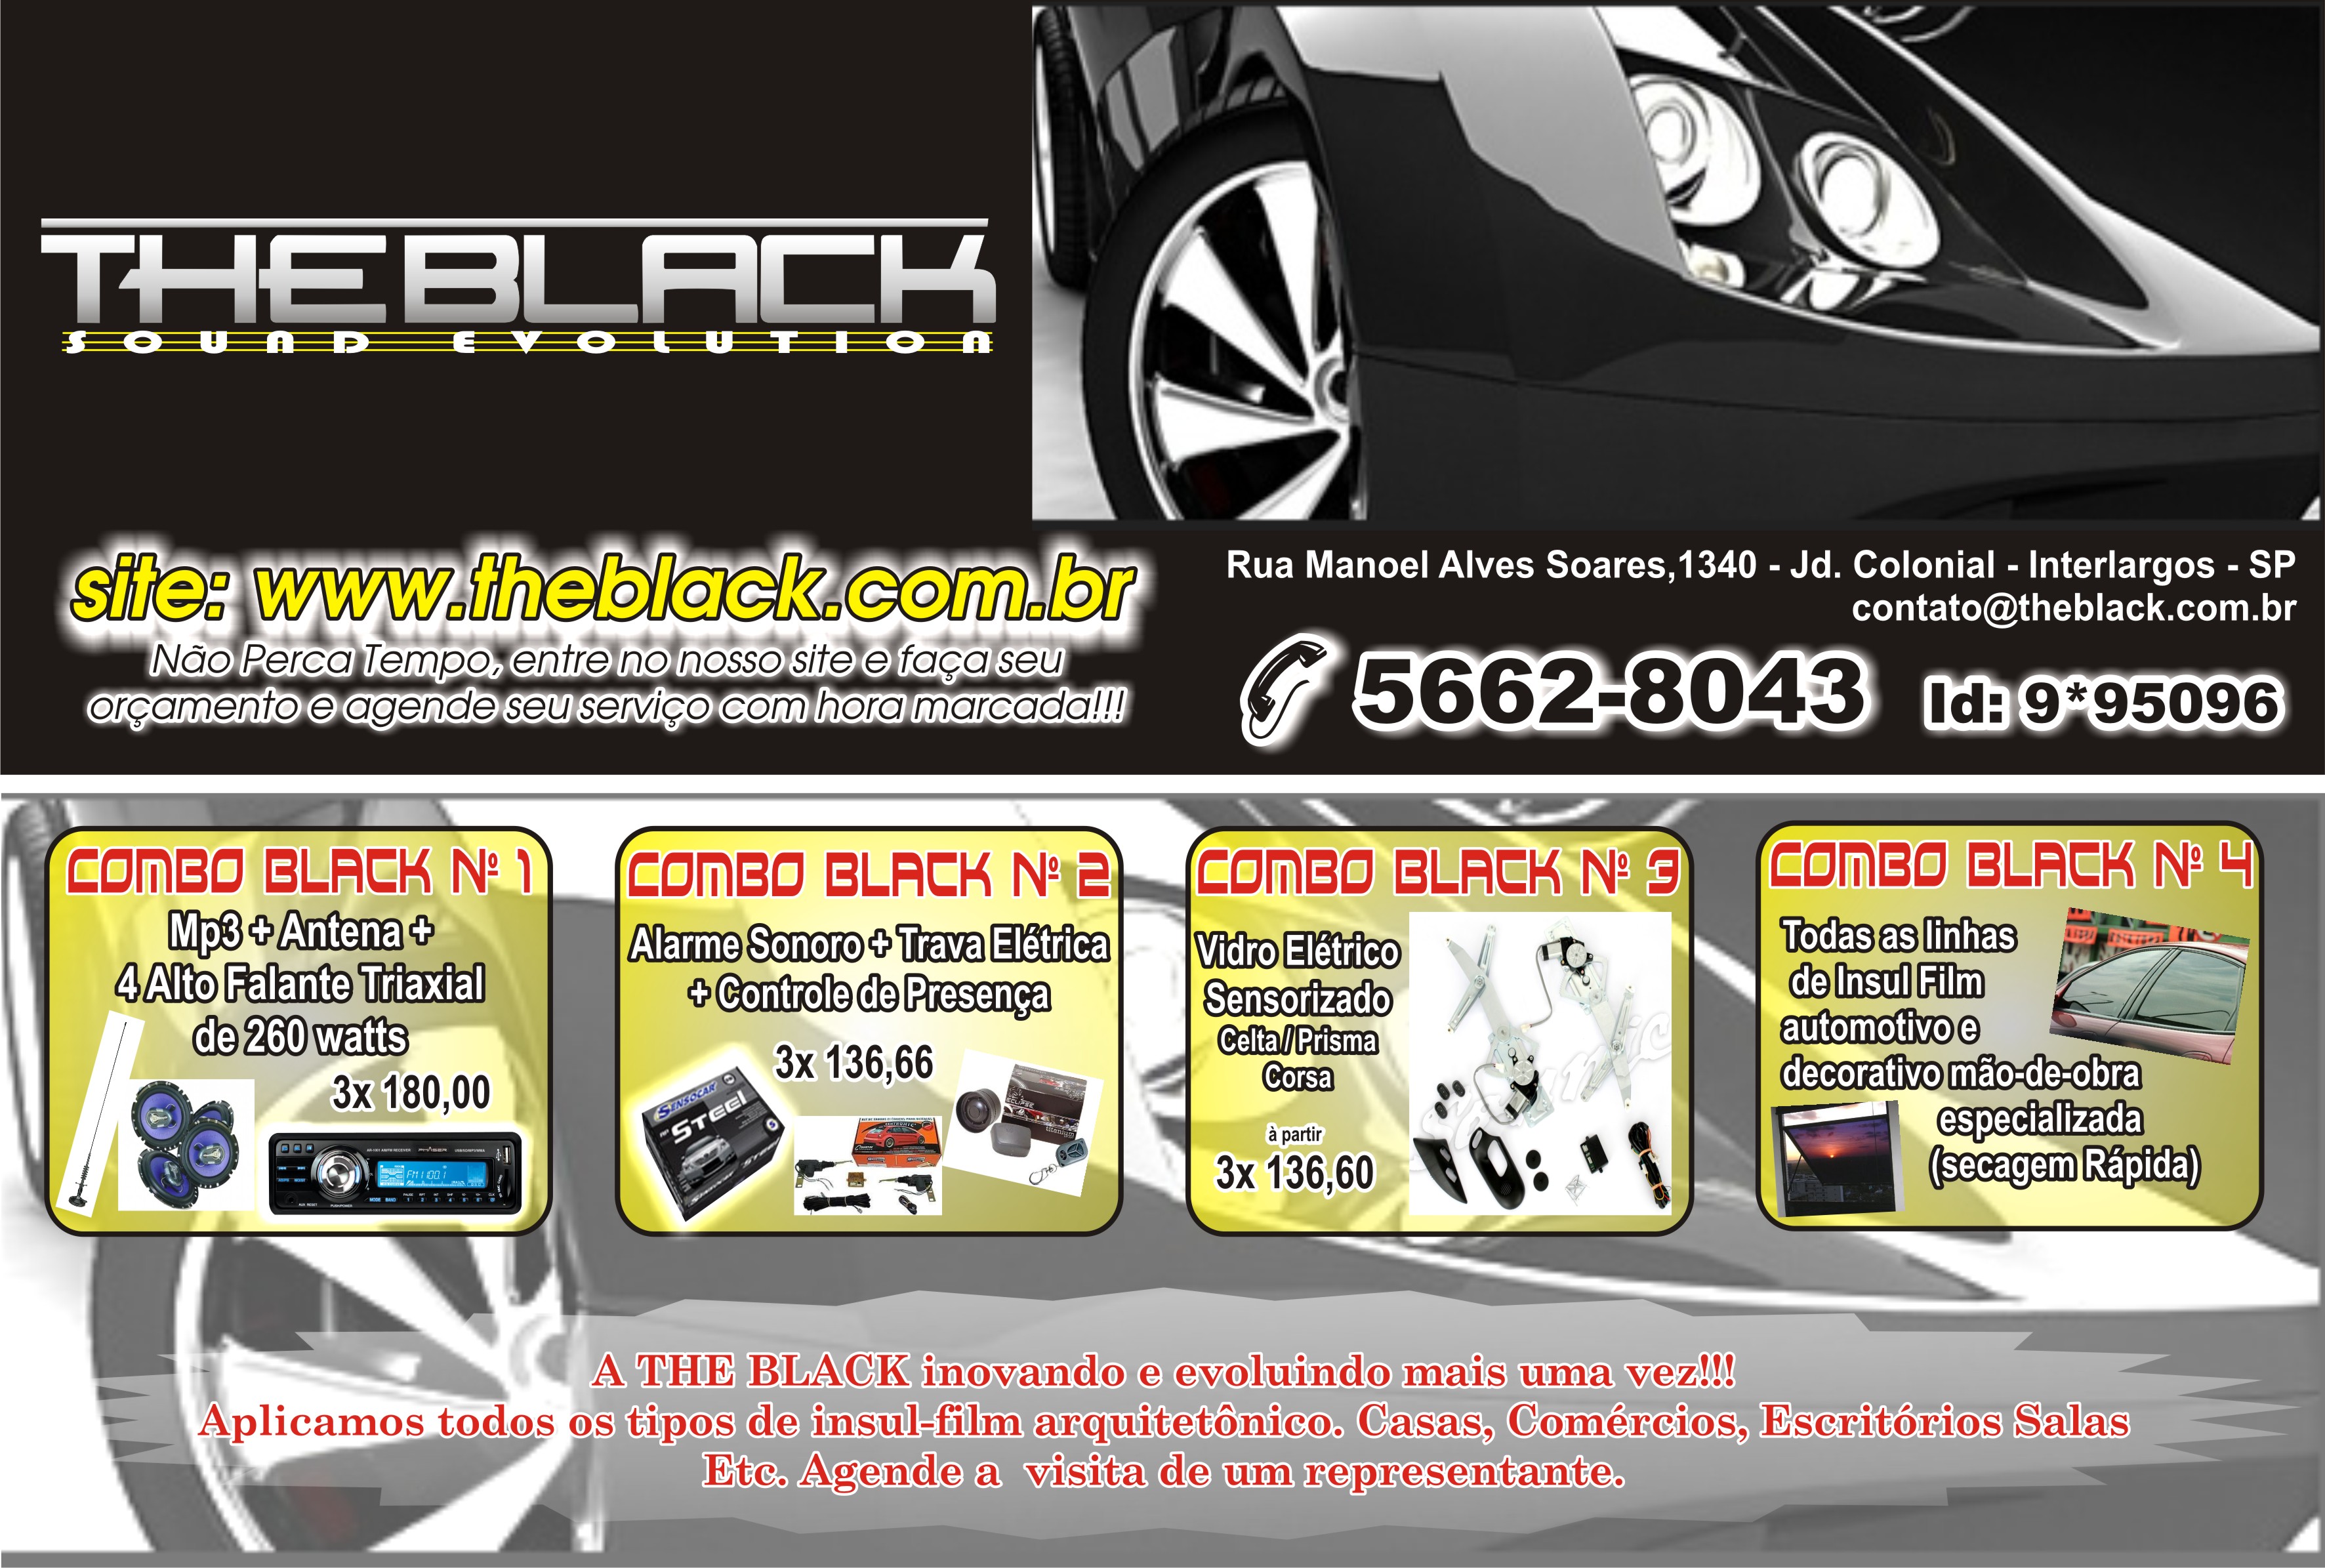 THE BLACK
SOUND EVOLUTION
site: www.theblack.com.br
Não Perca Tempo, entre no nosso site e faça seu
orçamento e agende seu serviço com hora marcada!!!
Rua Manoel Alves Soares,1340 - Jd. Colonial - Interlargos - SP
contato@theblack.com.br
5662-8043 Id: 9*95096
COMBO BLACK Nº 1
Mp3 + Antena +
4 Alto Falante Triaxial
de 260 watts
3x 180,00
FM1 100.1
COMBO BLACK Nº 2
Alarme Sonoro + Trava Elétrica
+ Controle de Presença
3x 136,66
SENSOCAR
STEEL
COMBO BLACK Nº 3
Vidro Elétrico
Sensorizado
Celta / Prisma
Corsa
à partir
3x 136,60
COMBO BLACK Nº 4
Todas as linhas
de Insul Film
automotivo e
decorativo mão-de-obra
especializada
(secagem Rápida)
A THE BLACK inovando e evoluindo mais uma vez!!!
Aplicamos todos os tipos de insul-film arquitetônico. Casas, Comércios, Escritórios Salas
Etc. Agende a visita de um representante.